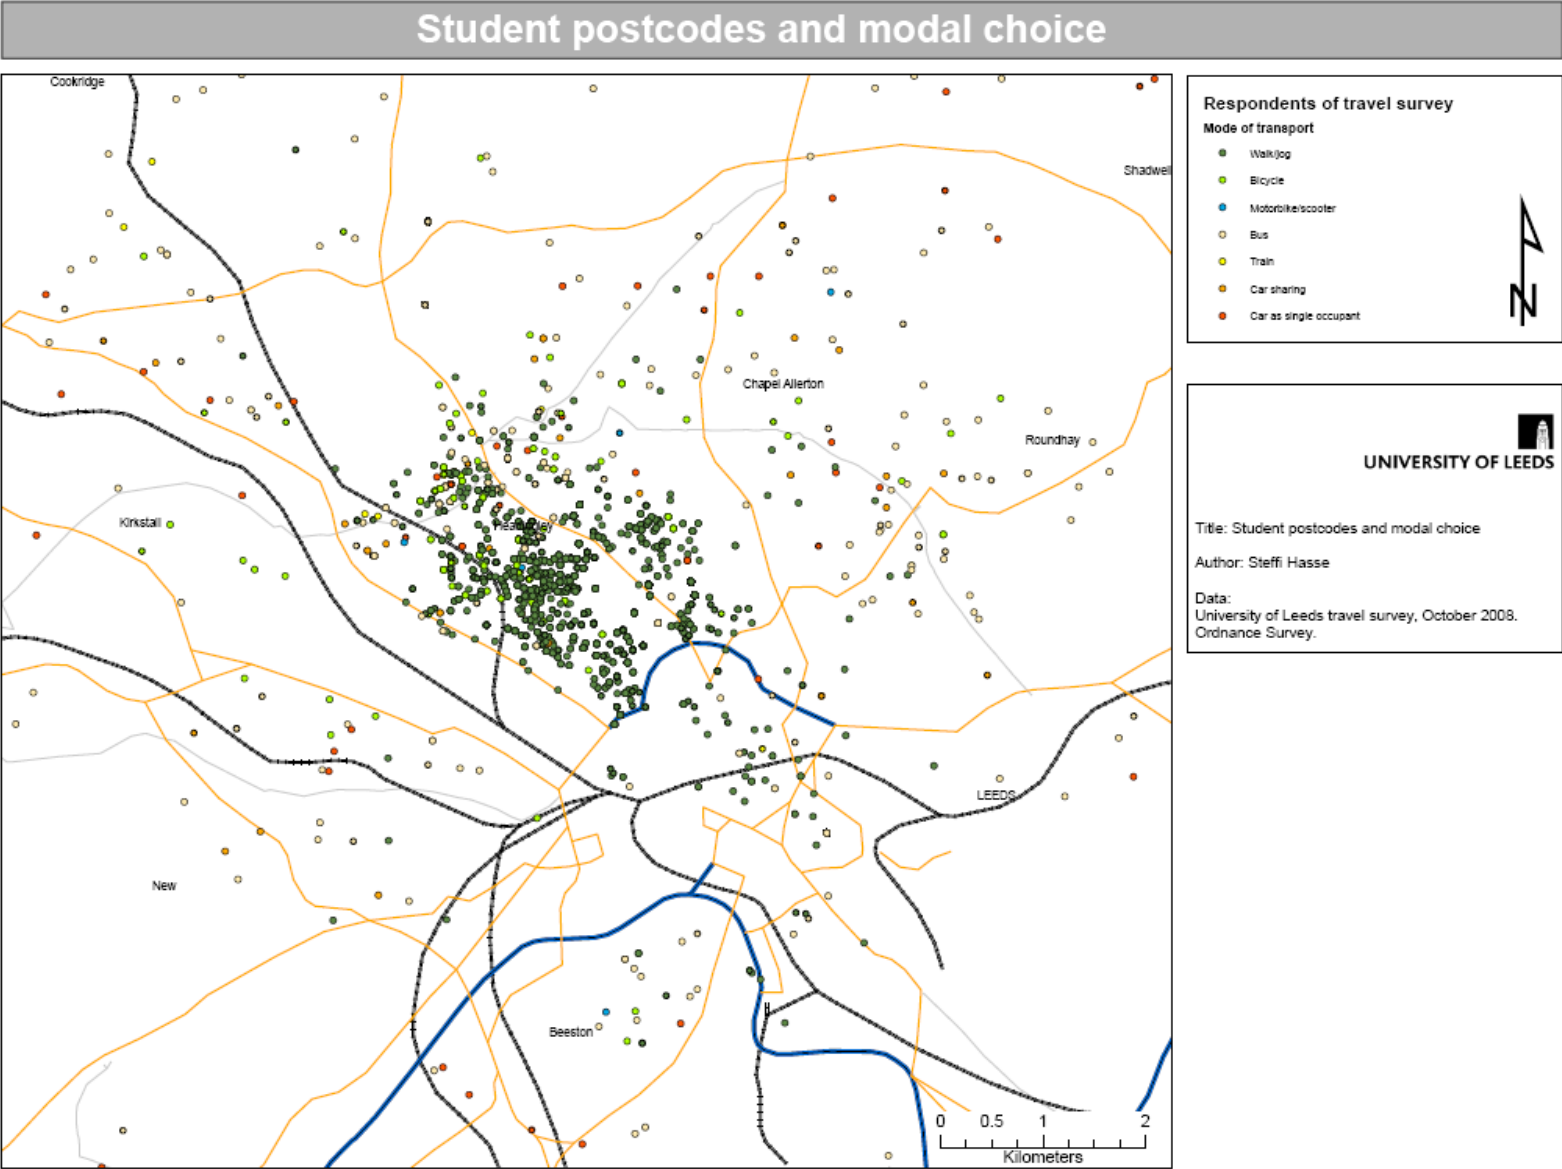 Student postcodes and modal choice
Cookridge
Shadwel
Chapel Allerton
Roundhay
Kirkstall
LEEDS
New
Beeston
0 0.5 1 2
Kilometers
Respondents of travel survey
Mode of transport
Walk/jog
Bicycle
Motorbike/scooter
Bus
Train
Car sharing
Car as single occupant
N
UNIVERSITY OF LEEDS
Title: Student postcodes and modal choice
Author: Steffi Hasse
Data:
University of Leeds travel survey, October 2008.
Ordnance Survey.